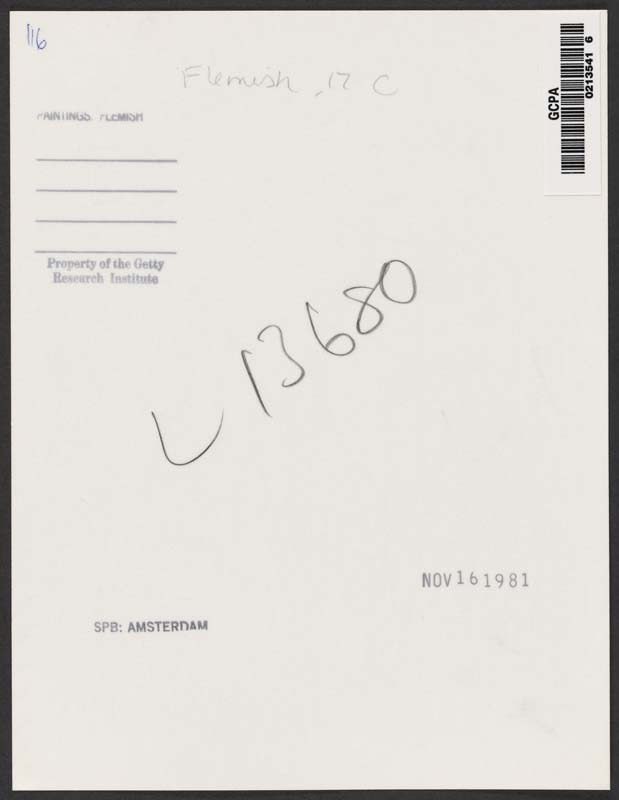 116
Flemish, 17 C
GCPA
0213541 6
PAINTINGS, FLEMISH
Property of the Getty
Research Institute
L 13680
NOV 16 1981
SPB: AMSTERDAM